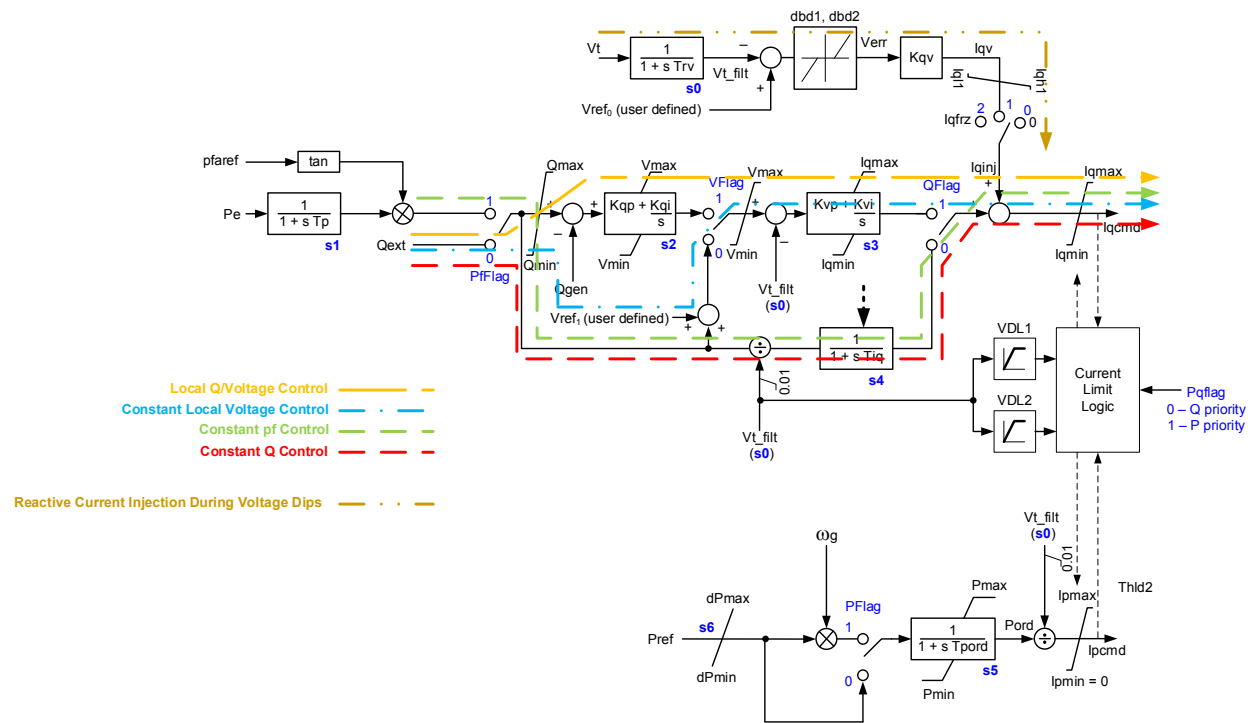 dbd1, dbd2
Vt
1
1 + s Trv
s0
Vt_filt
−
+
Verr
Kqv
Iqv
Iql1
Iqh1
Vref0 (user defined)
Iqfrz
2
1
0
0
pfaref
tan
Pe
1
1 + s Tp
s1
Qext
1
0
PfFlag
Qmax
Qmin
+
−
Qgen
+
Vmax
Kqp + Kqi
s
s2
Vmin
VFlag
1
0
Vmax
Vmin
+
−
Vt_filt
(s0)
Iqmax
Kvp + Kvi
s
s3
Iqmin
QFlag
1
0
Iqinj
+
+
Iqmax
Iqcmd
Iqmin
Vref1 (user defined)
+
+
÷
0.01
1
1 + s Tiq
s4
Vt_filt
(s0)
VDL1
VDL2
Current
Limit
Logic
Pqflag
0 – Q priority
1 – P priority
Local Q/Voltage Control
Constant Local Voltage Control
Constant pf Control
Constant Q Control
Reactive Current Injection During Voltage Dips
ωg
Vt_filt
(s0)
0.01
Pref
s6
dPmax
dPmin
PFlag
1
0
Pmax
1
1 + s Tpord
s5
Pmin
Pord
÷
Ipmax
Thld2
Ipcmd
Ipmin = 0